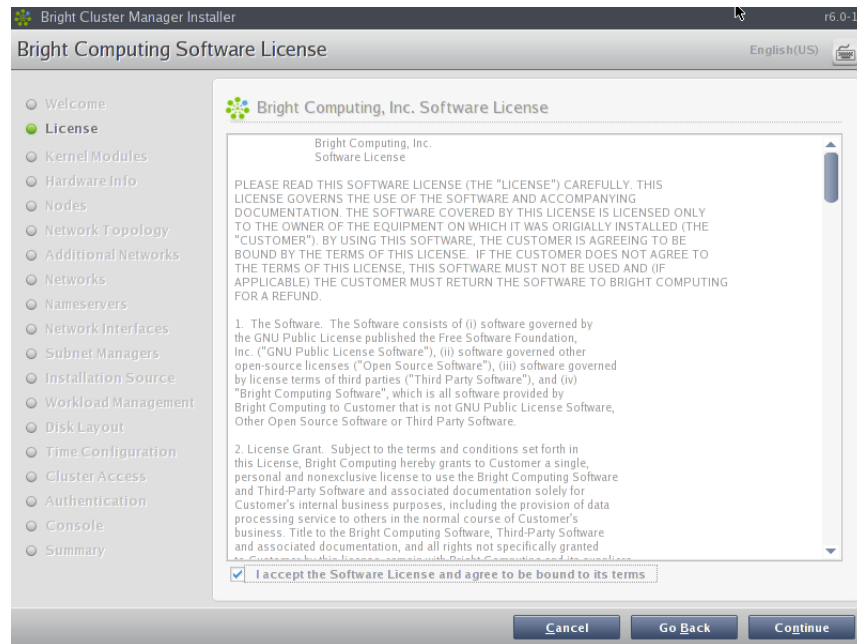 Bright Cluster Manager Installer
r6.0-1
Bright Computing Software License
English(US)
Welcome
License
Kernel Modules
Hardware Info
Nodes
Network Topology
Additional Networks
Networks
Nameservers
Network Interfaces
Subnet Managers
Installation Source
Workload Management
Disk Layout
Time Configuration
Cluster Access
Authentication
Console
Summary
Bright Computing, Inc. Software License
Bright Computing, Inc.
Software License
PLEASE READ THIS SOFTWARE LICENSE (THE "LICENSE") CAREFULLY. THIS
LICENSE GOVERNS THE USE OF THE SOFTWARE AND ACCOMPANYING
DOCUMENTATION. THE SOFTWARE COVERED BY THIS LICENSE IS LICENSED ONLY
TO THE OWNER OF THE EQUIPMENT ON WHICH IT WAS ORIGIALLY INSTALLED (THE
"CUSTOMER"). BY USING THIS SOFTWARE, THE CUSTOMER IS AGREEING TO BE
BOUND BY THE TERMS OF THIS LICENSE. IF THE CUSTOMER DOES NOT AGREE TO
THE TERMS OF THIS LICENSE, THIS SOFTWARE MUST NOT BE USED AND (IF
APPLICABLE) THE CUSTOMER MUST RETURN THE SOFTWARE TO BRIGHT COMPUTING
FOR A REFUND.
1. The Software. The Software consists of (i) software governed by
the GNU Public License published the Free Software Foundation,
Inc. ("GNU Public License Software"), (ii) software governed other
open-source licenses ("Open Source Software"), (iii) software governed
by license terms of third parties ("Third Party Software"), and (iv)
"Bright Computing Software", which is all software provided by
Bright Computing to Customer that is not GNU Public License Software,
Other Open Source Software or Third Party Software.
2. License Grant. Subject to the terms and conditions set forth in
this License, Bright Computing hereby grants to Customer a single,
personal and nonexclusive license to use the Bright Computing Software
and Third-Party Software and associated documentation solely for
Customer's internal business purposes, including the provision of data
processing service to others in the normal course of Customer's
business. Title to the Bright Computing Software, Third-Party Software
and associated documentation, and all rights not specifically granted
to Customer by this license remain with Bright Computing and its suppliers
I accept the Software License and agree to be bound to its terms
Cancel
Go Back
Continue